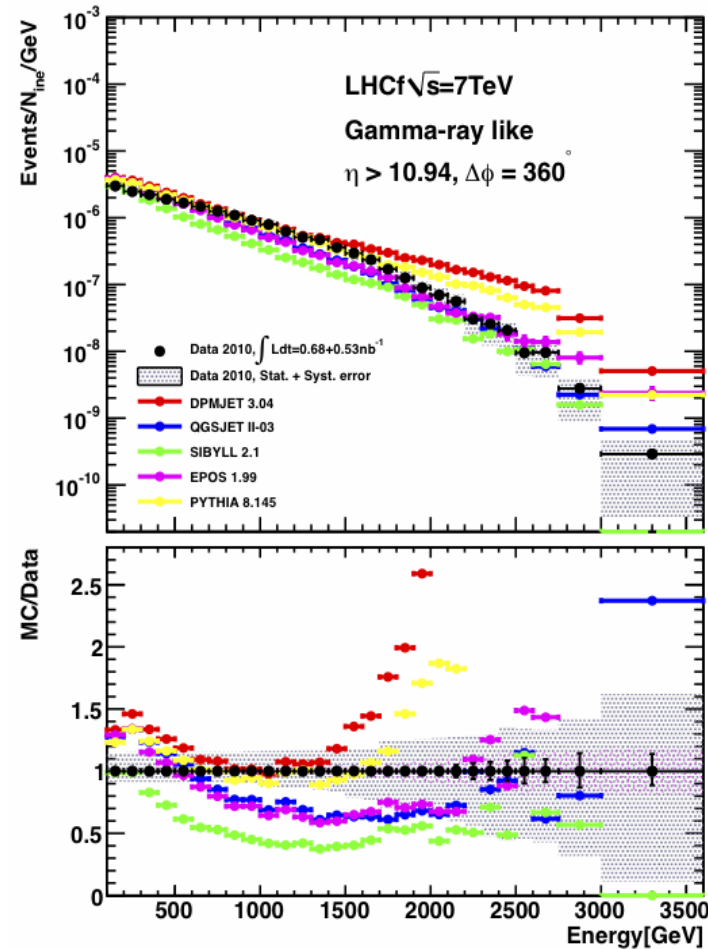 Events/N_ine/GeV
10^-3
10^-4
10^-5
10^-6
10^-7
10^-8
10^-9
10^-10
LHCf √s=7TeV
Gamma-ray like
η > 10.94, Δϕ = 360°
Data 2010, ∫ Ldt=0.68+0.53nb^-1
Data 2010, Stat. + Syst. error
DPMJET 3.04
QGSJET II-03
SIBYLL 2.1
EPOS 1.99
PYTHIA 8.145
MC/Data
2.5
2
1.5
1
0.5
0
500 1000 1500 2000 2500 3000 3500
Energy[GeV]